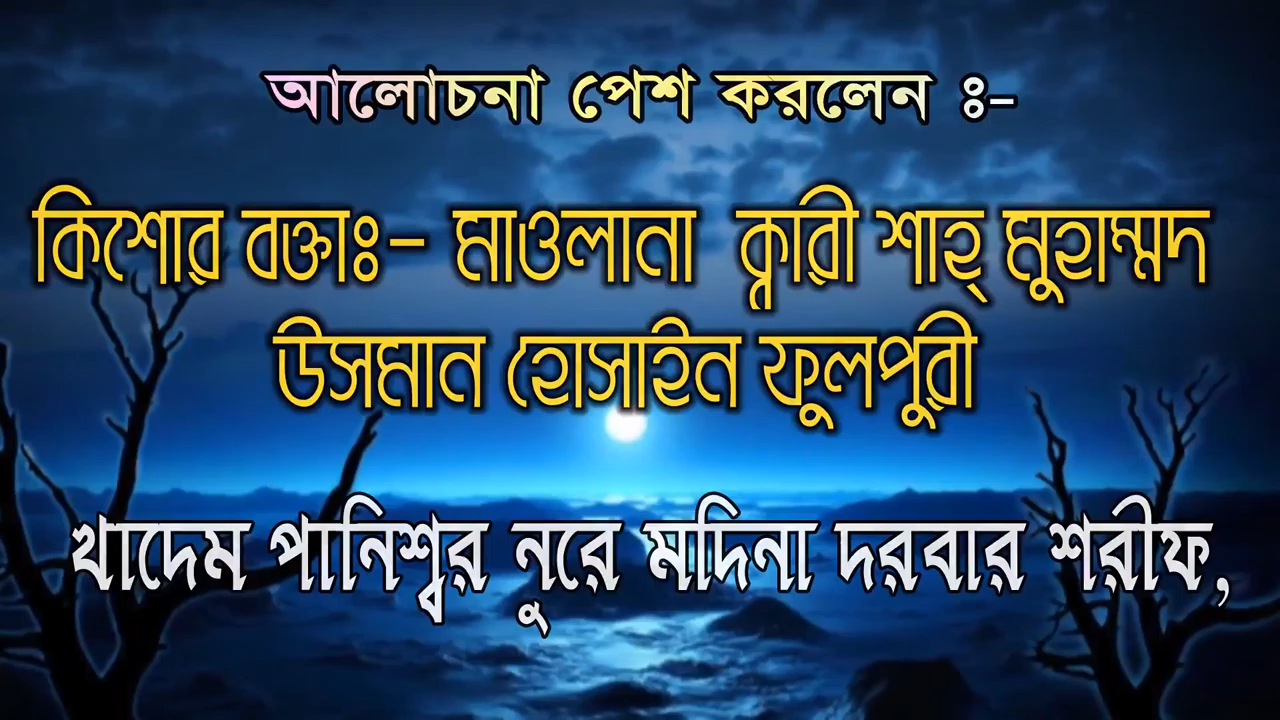 আলোচনা পেশ করলেন ঃ-
কিশোর বক্তাঃ- মাওলানা ক্বারী শাহ্ মুহাম্মদ
উসমান হোসাইন ফুলপুরী
খাদেম পানিশ্বর নুরে মদিনা দরবার শরীফ,